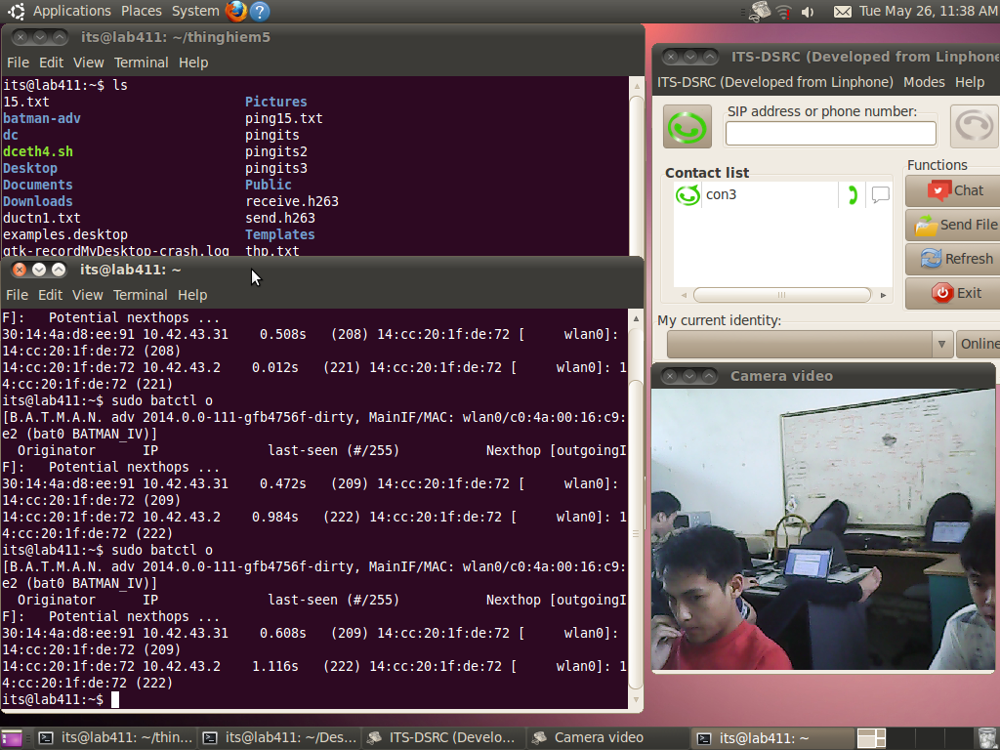 Applications Places System
Tue May 26, 11:38 AM
its@lab411: ~/thinghiem5
File Edit View Terminal Help
its@lab411:~$ ls
15.txt Pictures
batman-adv ping15.txt
dc pingits
dceth4.sh pingits2
Desktop pingits3
Documents Public
Downloads receive.h263
ductn1.txt send.h263
examples.desktop Templates
gtk-recordMyDesktop-crash.log thp.txt
its@lab411: ~
File Edit View Terminal Help
F]: Potential nexthops ...
30:14:4a:d8:ee:91 10.42.43.31 0.508s (208) 14:cc:20:1f:de:72 [ wlan0]:
14:cc:20:1f:de:72 (208)
14:cc:20:1f:de:72 10.42.43.2 0.012s (221) 14:cc:20:1f:de:72 [ wlan0]: 1
4:cc:20:1f:de:72 (221)
its@lab411:~$ sudo batctl o
[B.A.T.M.A.N. adv 2014.0.0-111-gfb4756f-dirty, MainIF/MAC: wlan0/c0:4a:00:16:c9:
e2 (bat0 BATMAN_IV)]
Originator IP last-seen (#/255) Nexthop [outgoingI
F]: Potential nexthops ...
30:14:4a:d8:ee:91 10.42.43.31 0.472s (209) 14:cc:20:1f:de:72 [ wlan0]:
14:cc:20:1f:de:72 (209)
14:cc:20:1f:de:72 10.42.43.2 0.984s (222) 14:cc:20:1f:de:72 [ wlan0]: 1
4:cc:20:1f:de:72 (222)
its@lab411:~$ sudo batctl o
[B.A.T.M.A.N. adv 2014.0.0-111-gfb4756f-dirty, MainIF/MAC: wlan0/c0:4a:00:16:c9:
e2 (bat0 BATMAN_IV)]
Originator IP last-seen (#/255) Nexthop [outgoingI
F]: Potential nexthops ...
30:14:4a:d8:ee:91 10.42.43.31 0.608s (209) 14:cc:20:1f:de:72 [ wlan0]:
14:cc:20:1f:de:72 (209)
14:cc:20:1f:de:72 10.42.43.2 1.116s (222) 14:cc:20:1f:de:72 [ wlan0]: 1
4:cc:20:1f:de:72 (222)
its@lab411:~$
ITS-DSRC (Developed from Linphone
ITS-DSRC (Developed from Linphone) Modes Help
SIP address or phone number:
Contact list
con3
Functions
Chat
Send File
Refresh
Exit
My current identity:
Online
Camera video
its@lab411: ~/thin...
its@lab411: ~/Des...
ITS-DSRC (Develo...
Camera video
its@lab411: ~